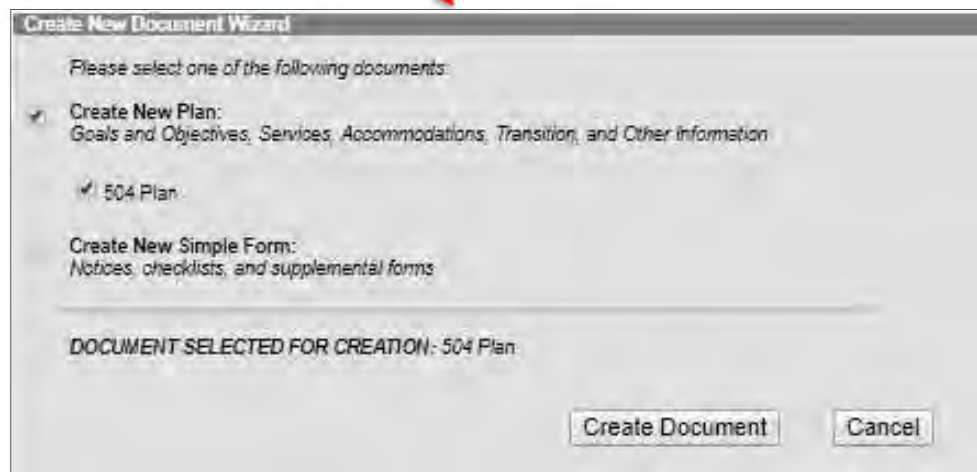 Create New Document Wizard
Please select one of the following documents:
Create New Plan:
Goals and Objectives, Services, Accommodations, Transition, and Other Information
504 Plan
Create New Simple Form:
Notices, checklists, and supplemental forms
DOCUMENT SELECTED FOR CREATION: 504 Plan
Create Document Cancel